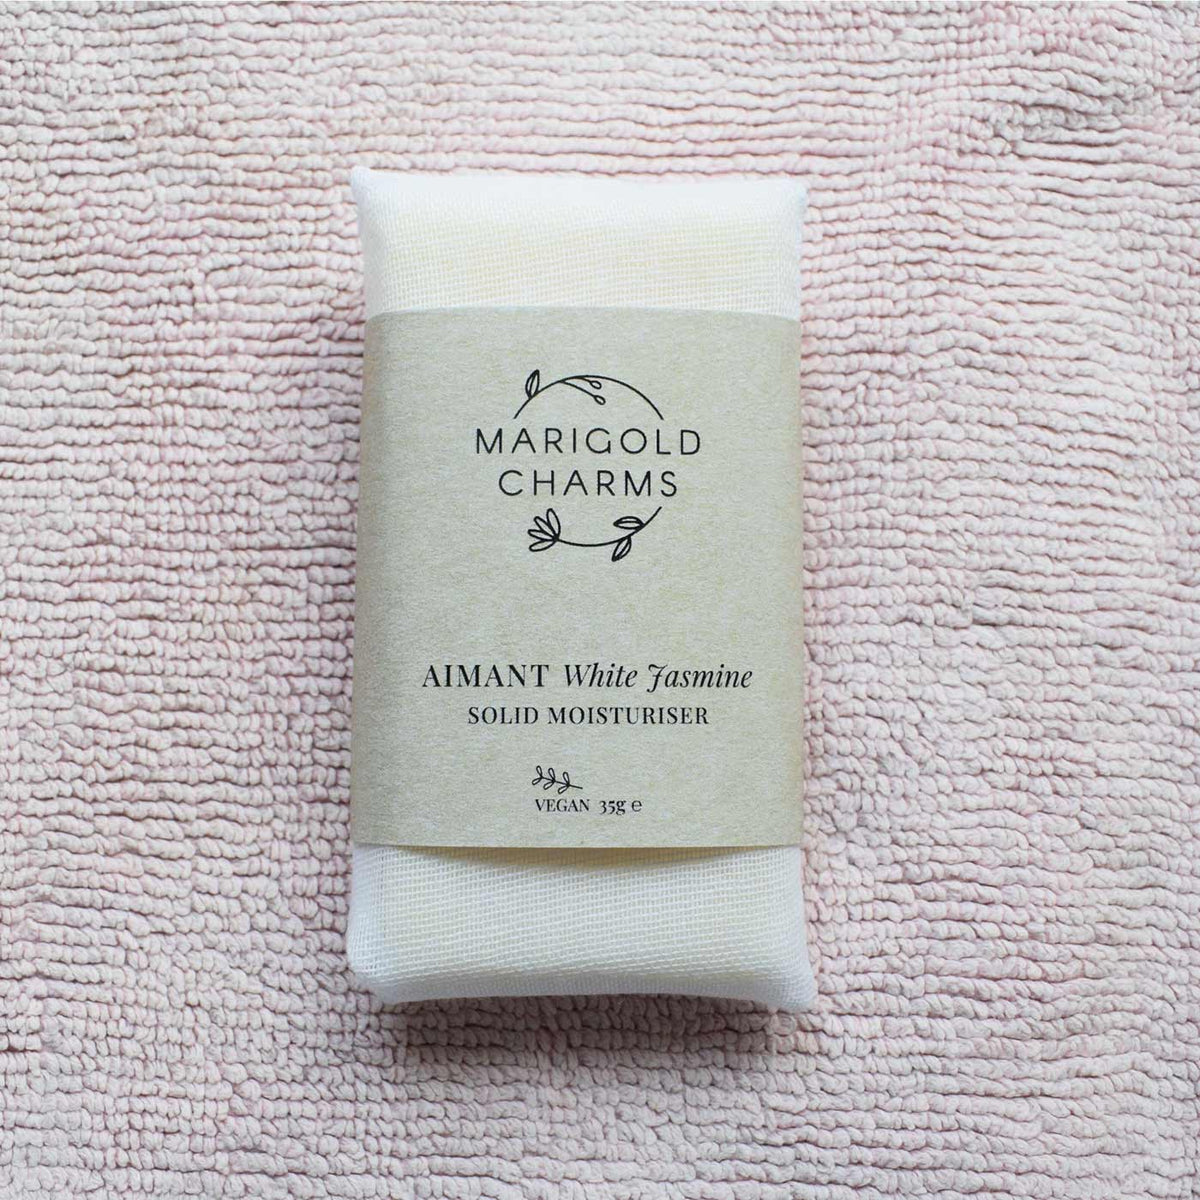 MARIGOLD
CHARMS
AIMANT White Jasmine
SOLID MOISTURISER
VEGAN 35g ℮